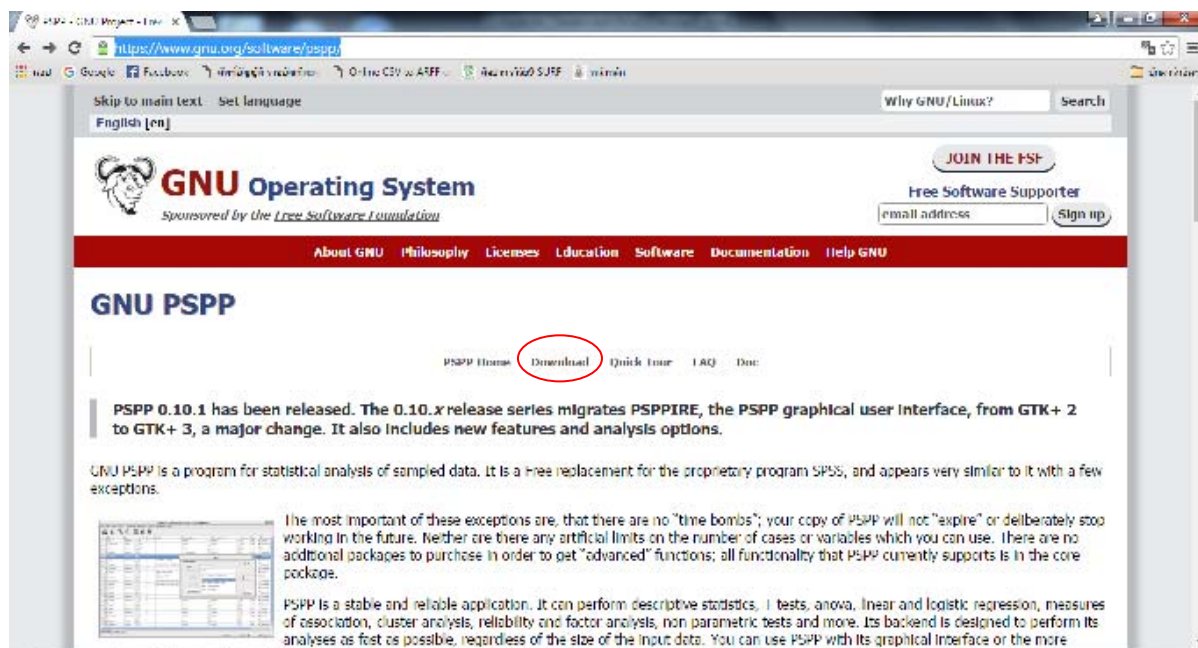 PSPP - GNU Project - Free
https://www.gnu.org/software/pspp/
Google Facebook Online CSV to ARFF SURF
Skip to main text Set language Why GNU/Linux? Search
English [en]
JOIN THE FSF
GNU Operating System
Free Software Supporter
Sponsored by the Free Software Foundation
email address Sign up
About GNU Philosophy Licenses Education Software Documentation Help GNU
GNU PSPP
PSPP Home Download Quick Tour FAQ Doc
PSPP 0.10.1 has been released. The 0.10.x release series migrates PSPPIRE, the PSPP graphical user interface, from GTK+ 2
to GTK+ 3, a major change. It also includes new features and analysis options.
GNU PSPP is a program for statistical analysis of sampled data. It is a Free replacement for the proprietary program SPSS, and appears very similar to it with a few
exceptions.
The most important of these exceptions are, that there are no "time bombs"; your copy of PSPP will not "expire" or deliberately stop
working in the future. Neither are there any artificial limits on the number of cases or variables which you can use. There are no
additional packages to purchase in order to get "advanced" functions; all functionality that PSPP currently supports is in the core
package.
PSPP is a stable and reliable application. It can perform descriptive statistics, T tests, anova, linear and logistic regression, measures
of association, cluster analysis, reliability and factor analysis, non parametric tests and more. Its backend is designed to perform its
analyses as fast as possible, regardless of the size of the input data. You can use PSPP with its graphical interface or the more